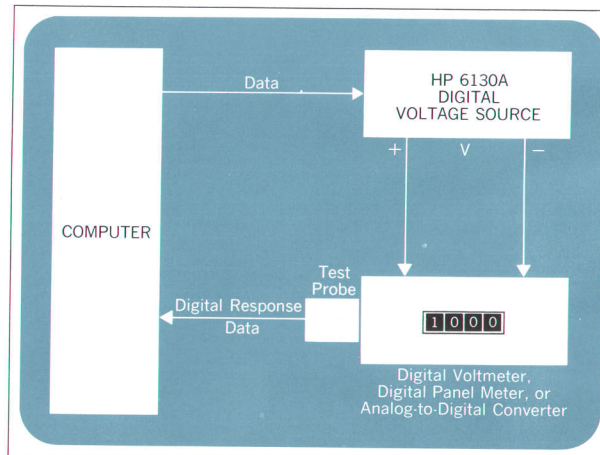 Data
HP 6130A
DIGITAL
VOLTAGE SOURCE
+ V −
COMPUTER
Test
Probe
Digital Response
Data
1000
Digital Voltmeter,
Digital Panel Meter, or
Analog-to-Digital Converter